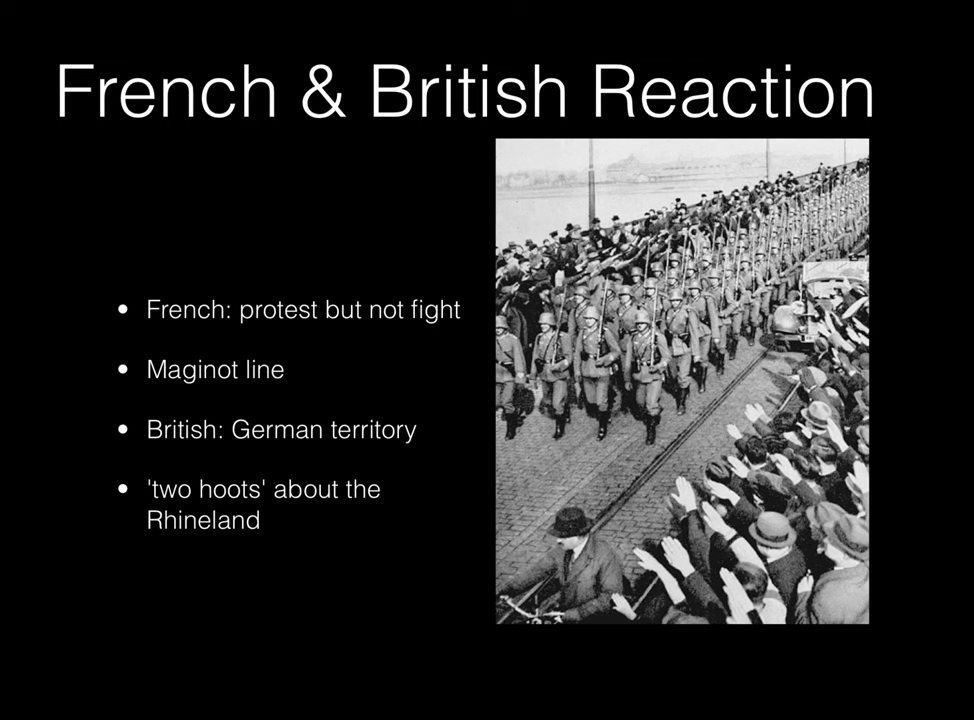 French & British Reaction
• French: protest but not fight
• Maginot line
• British: German territory
• 'two hoots' about the
Rhineland